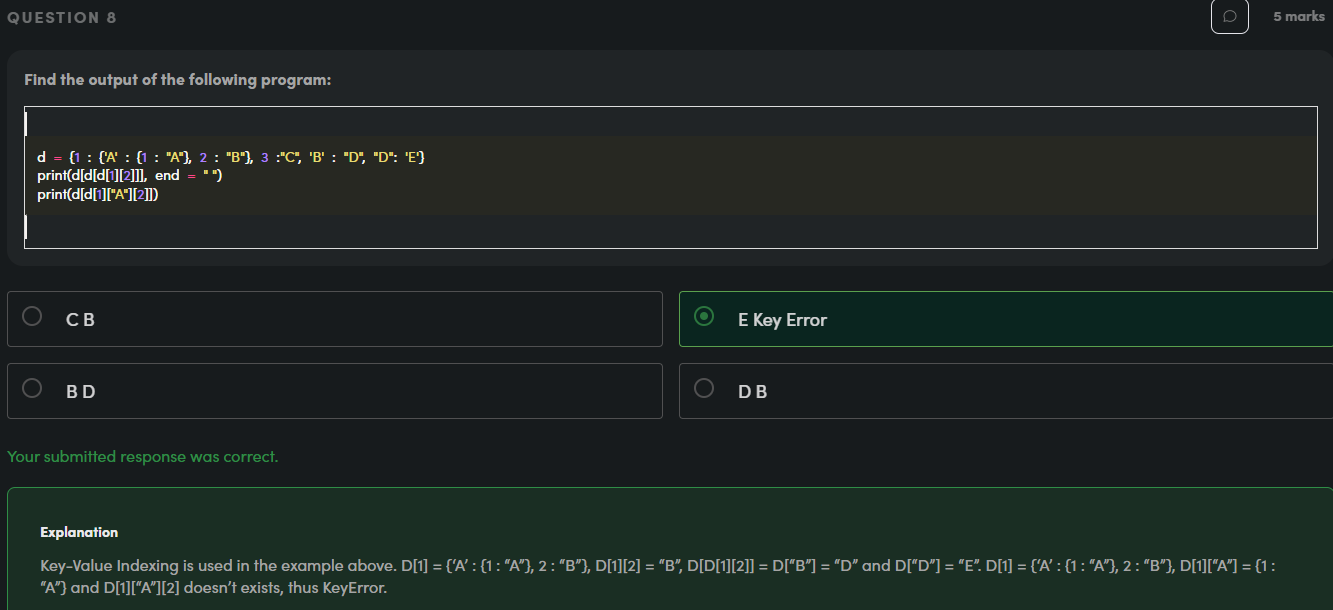 QUESTION 8
5 marks
Find the output of the following program:
d = {1 : {'A' : {1 : "A"}, 2 : "B"}, 3 :"C", 'B' : "D", "D": 'E'}
print(d[d[d[1][2]]], end = " ")
print(d[d[1]["A"][2]])
C B
E Key Error
B D
D B
Your submitted response was correct.
Explanation
Key-Value Indexing is used in the example above. D[1] = {‘A’ : {1 : “A”}, 2 : “B”}, D[1][2] = “B”, D[D[1][2]] = D[“B”] = “D” and D[“D”] = “E”. D[1] = {‘A’ : {1 : “A”}, 2 : “B”}, D[1][“A”] = {1 :
“A”} and D[1][“A”][2] doesn’t exists, thus KeyError.